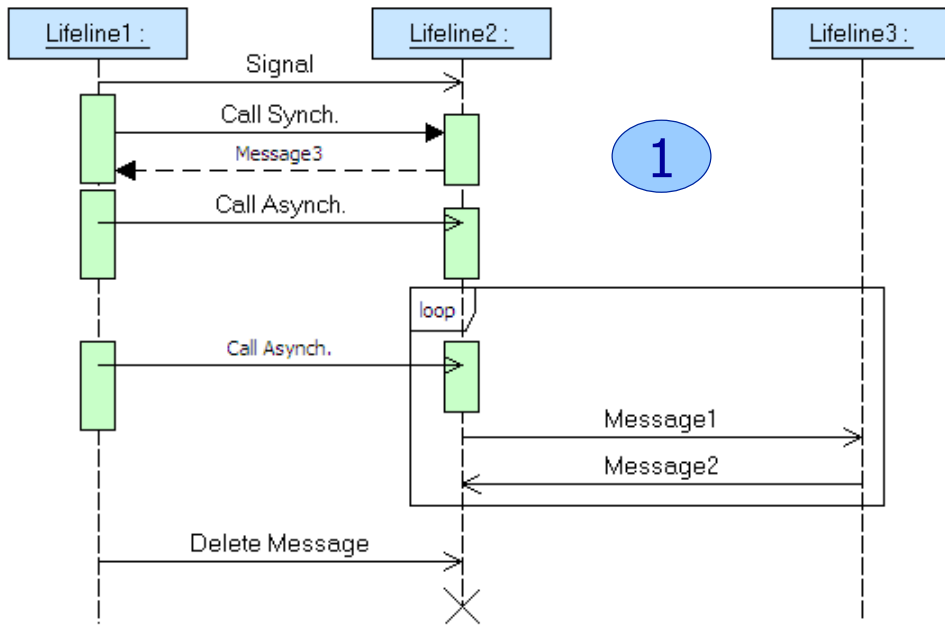 Lifeline1 :
Lifeline2 :
Lifeline3 :
Signal
Call Synch.
1
Message3
Call Asynch.
loop
Call Asynch.
Message1
Message2
Delete Message